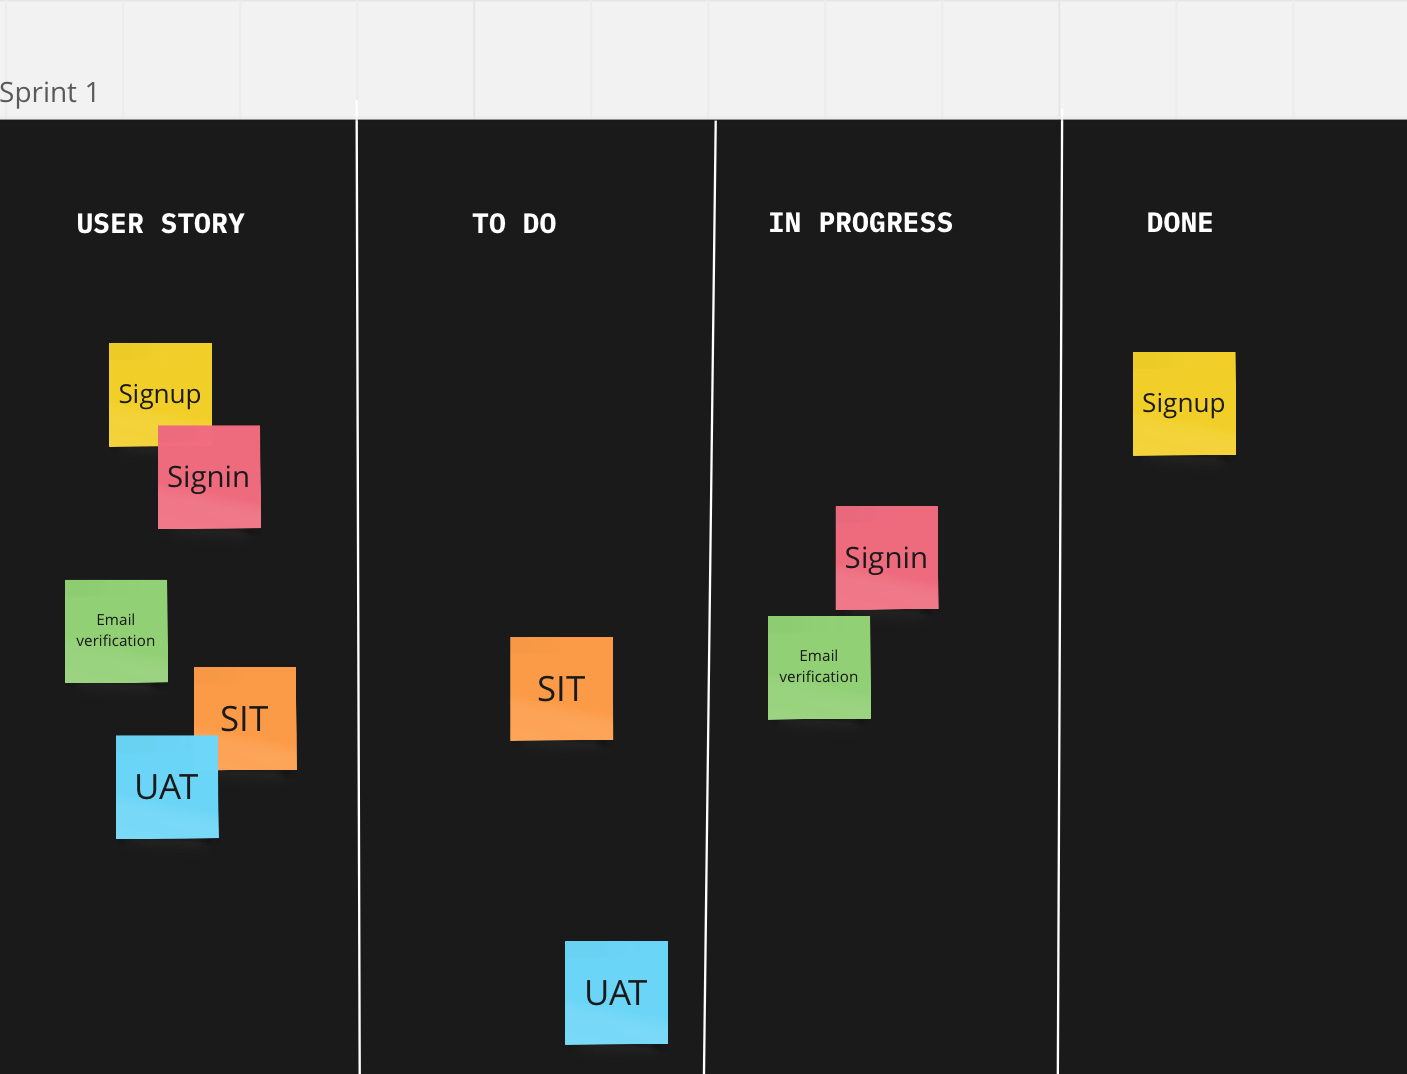 Sprint 1
USER STORY
TO DO
IN PROGRESS
DONE
Signup
Signin
Email
verification
SIT
UAT
SIT
UAT
Signin
Email
verification
Signup